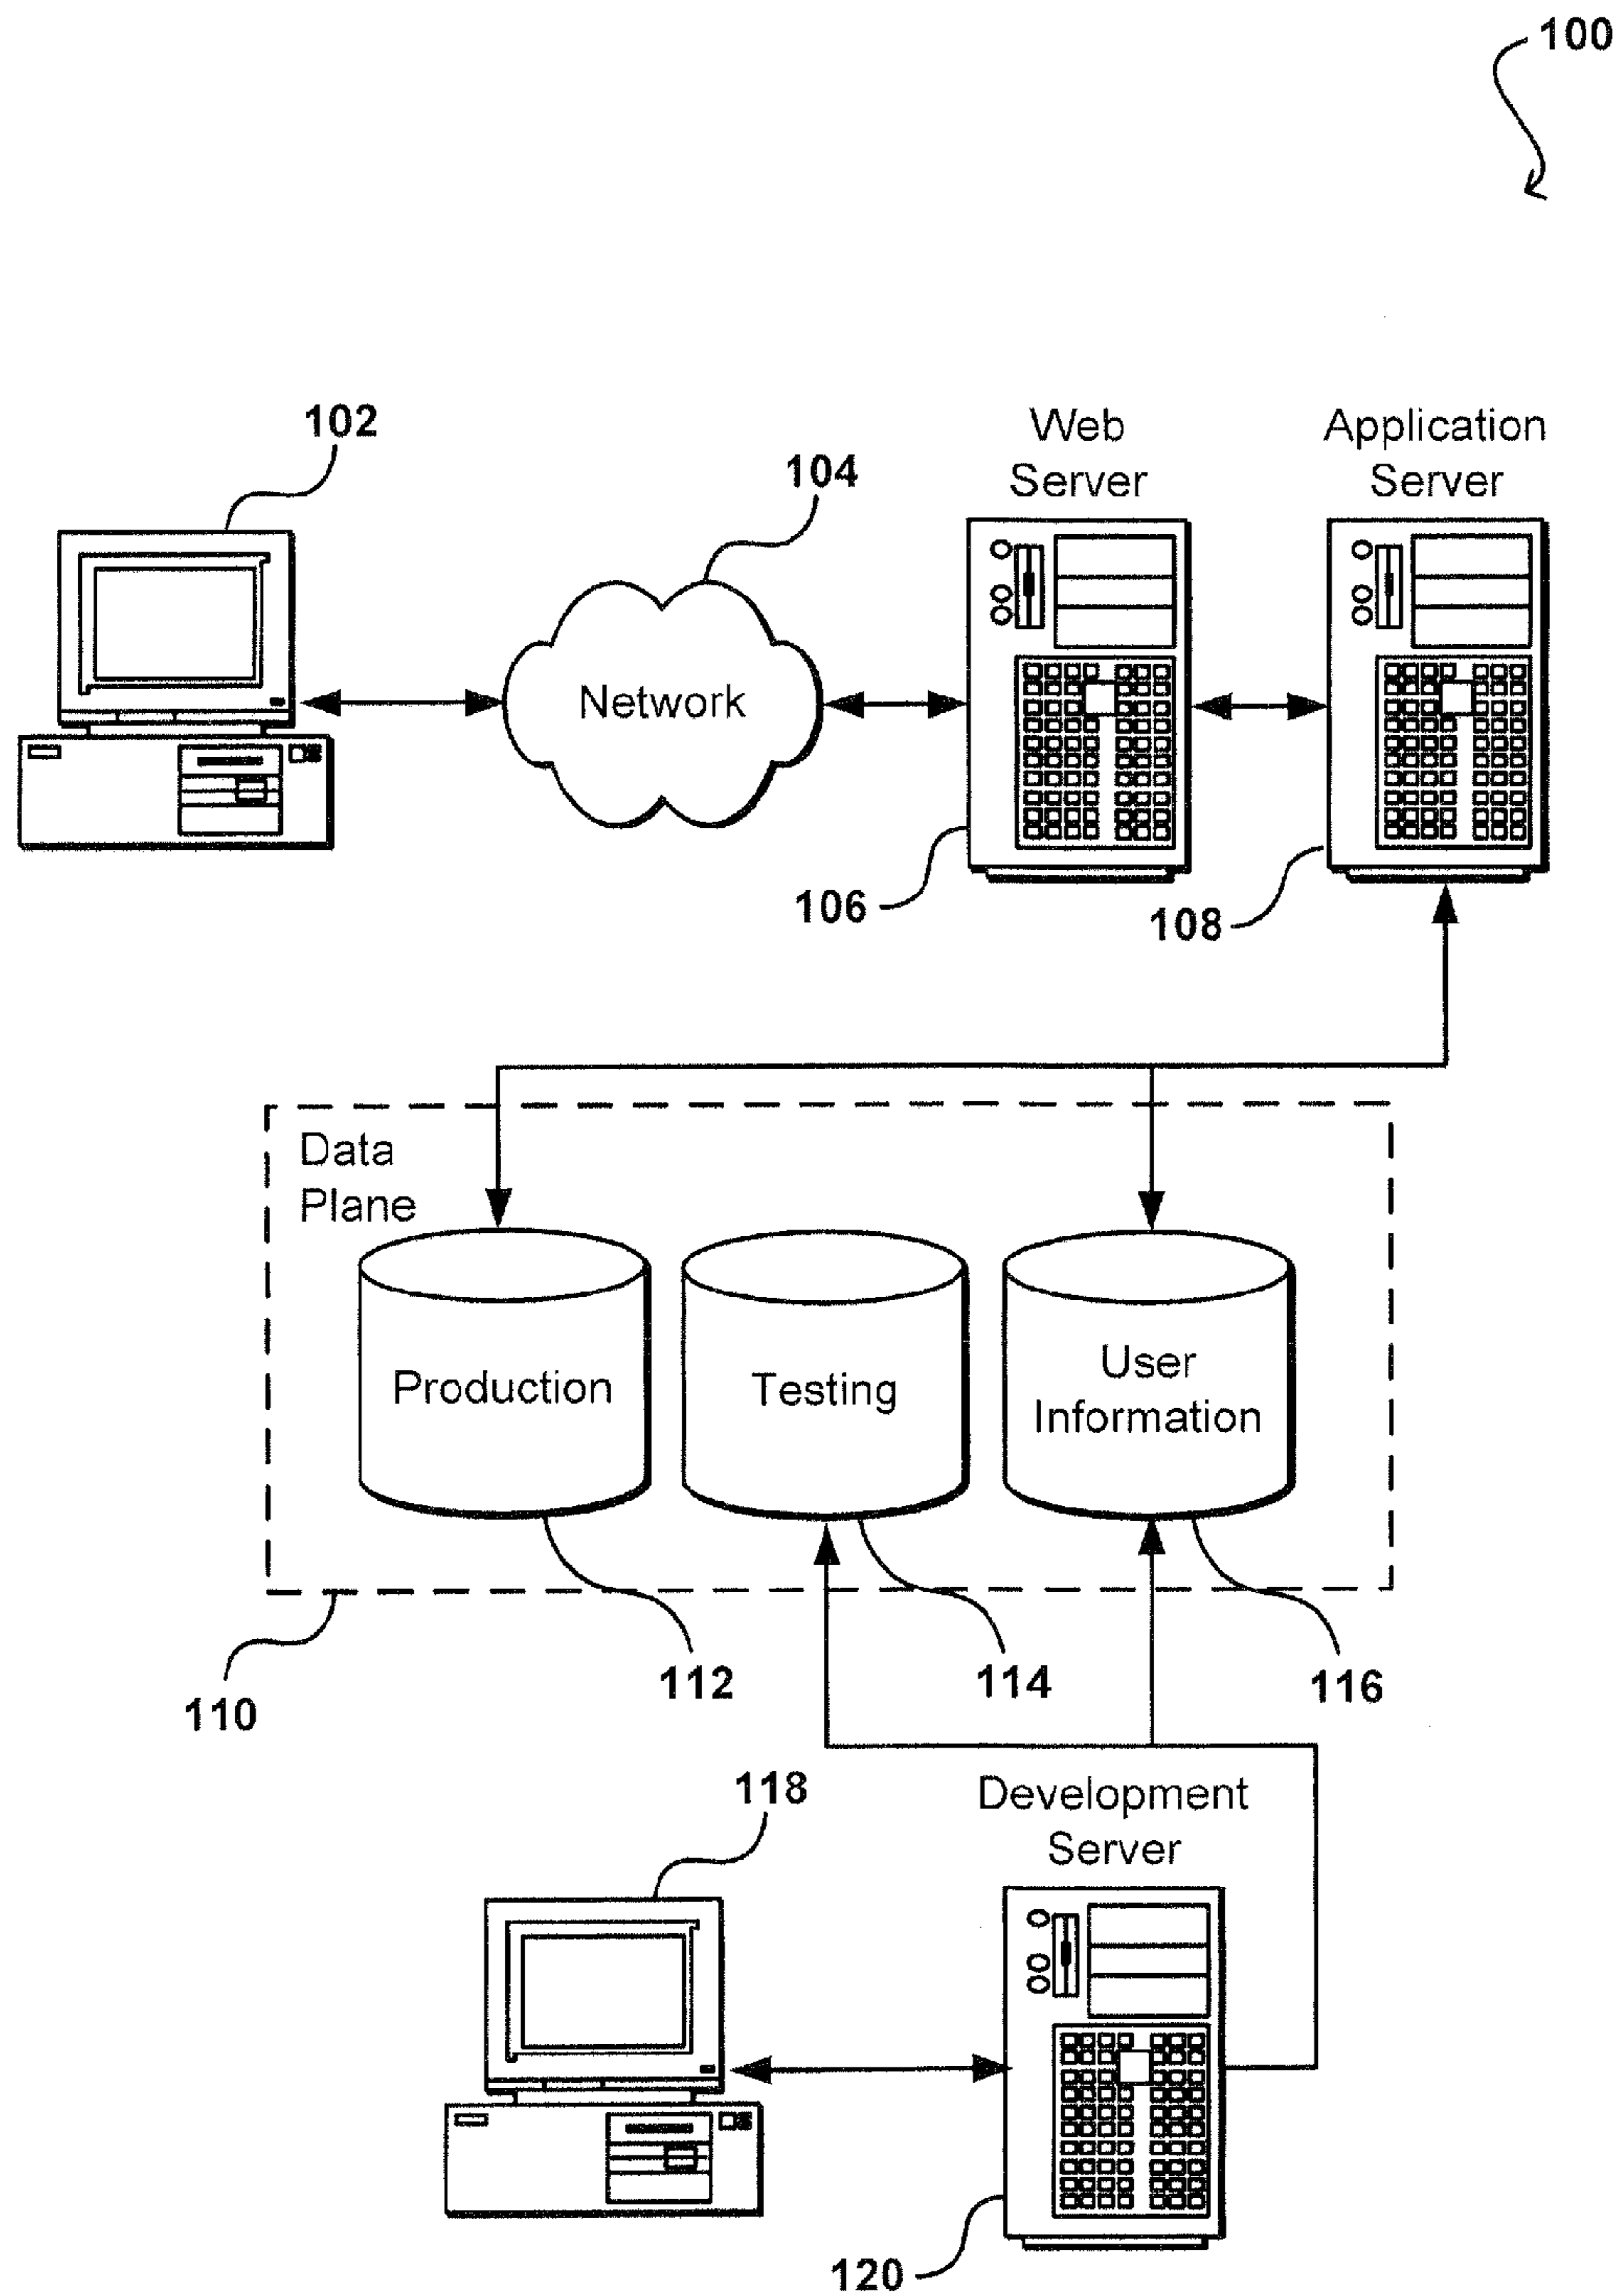 100
102
104
Web
Server
Application
Server
Network
106
108
Data
Plane
Production
Testing
User
Information
110
112
114
116
118
Development
Server
120